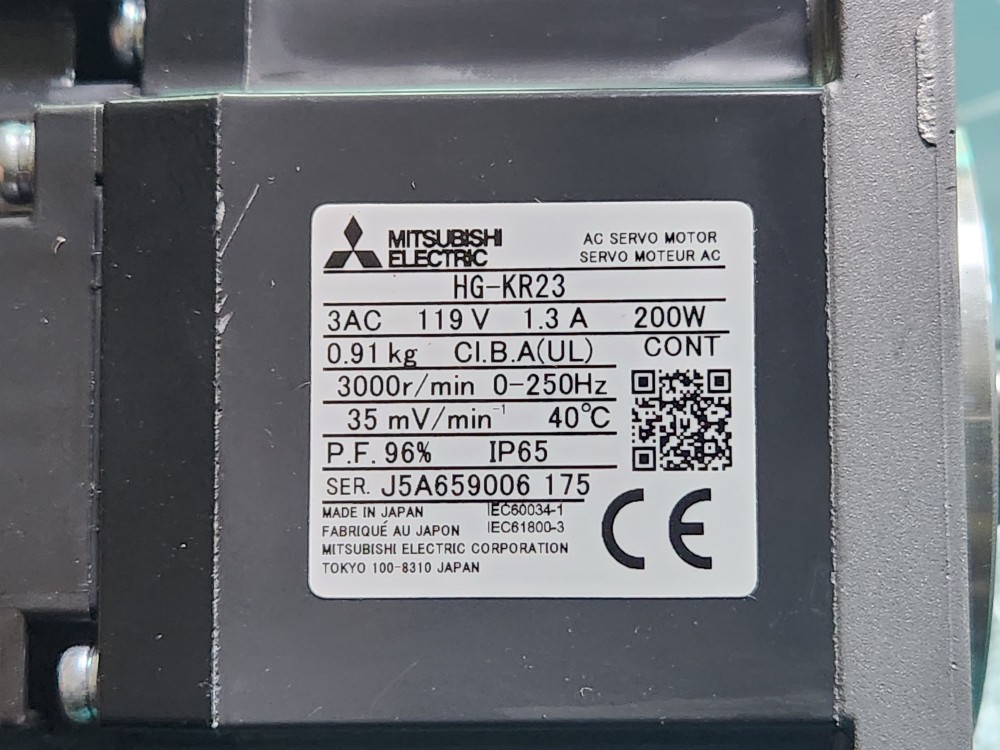 MITSUBISHI
ELECTRIC
AC SERVO MOTOR
SERVO MOTEUR AC
HG-KR23
3AC 119 V 1.3 A 200W
0.91 kg CI.B.A(UL) CONT
3000r/min 0-250Hz
35 mV/min⁻¹ 40℃
P.F. 96% IP65
SER. J5A659006 175
MADE IN JAPAN IEC60034-1
FABRIQUÉ AU JAPON IEC61800-3
MITSUBISHI ELECTRIC CORPORATION
TOKYO 100-8310 JAPAN
CE